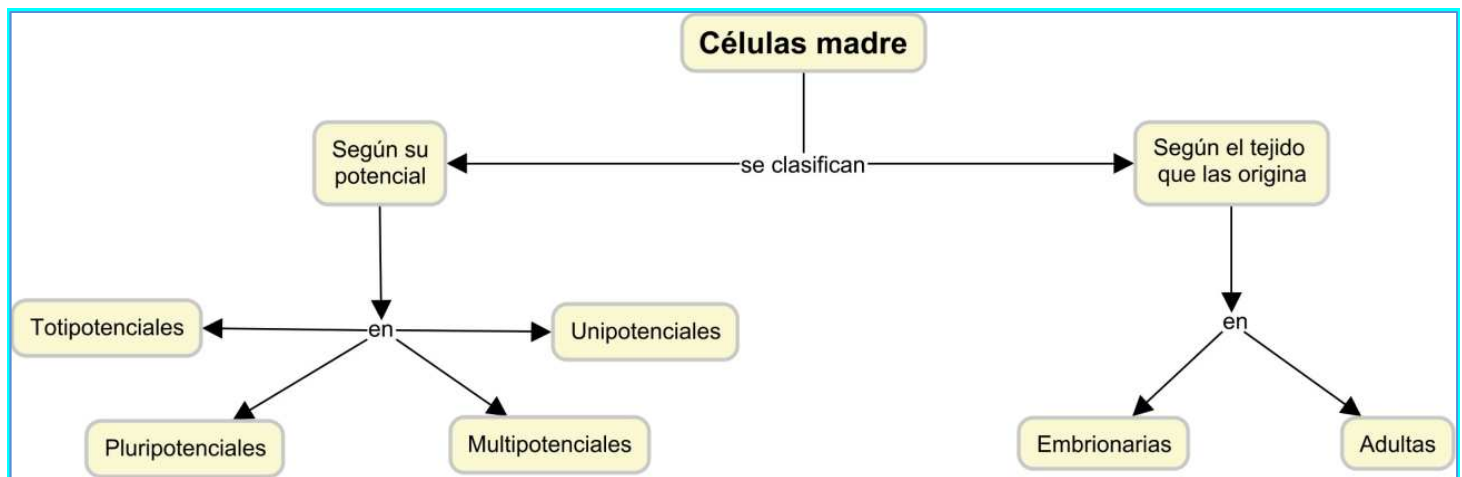 Células madre
Según su
potencial
se clasifican
Según el tejido
que las origina
Totipotenciales
en
Unipotenciales
en
Pluripotenciales
Multipotenciales
Embrionarias
Adultas